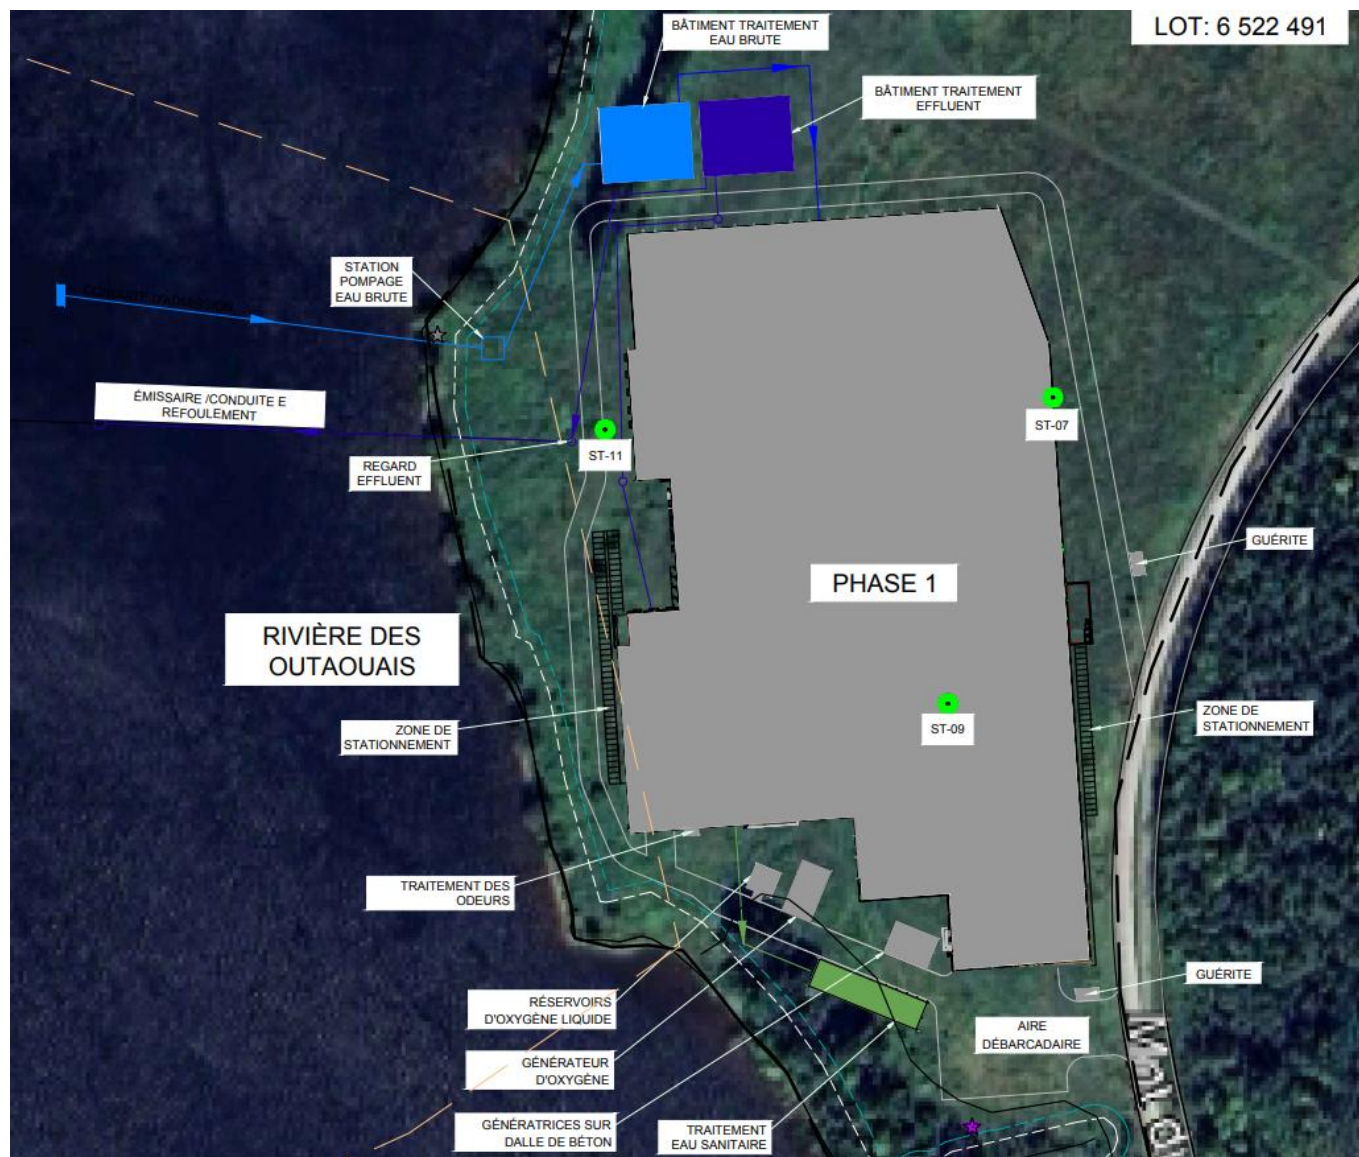 LOT: 6 522 491
BÂTIMENT TRAITEMENT
EAU BRUTE
BÂTIMENT TRAITEMENT
EFFLUENT
STATION
POMPAGE
EAU BRUTE
CONDUITE D'ADMISSION
ÉMISSAIRE /CONDUITE E
REFOULEMENT
REGARD
EFFLUENT
ST-11
ST-07
GUÉRITE
PHASE 1
RIVIÈRE DES
OUTAOUAIS
ZONE DE
STATIONNEMENT
ST-09
ZONE DE
STATIONNEMENT
TRAITEMENT DES
ODEURS
RÉSERVOIRS
D'OXYGÈNE LIQUIDE
GÉNÉRATEUR
D'OXYGÈNE
GÉNÉRATRICES SUR
DALLE DE BÉTON
TRAITEMENT
EAU SANITAIRE
GUÉRITE
AIRE
DÉBARCADAIRE